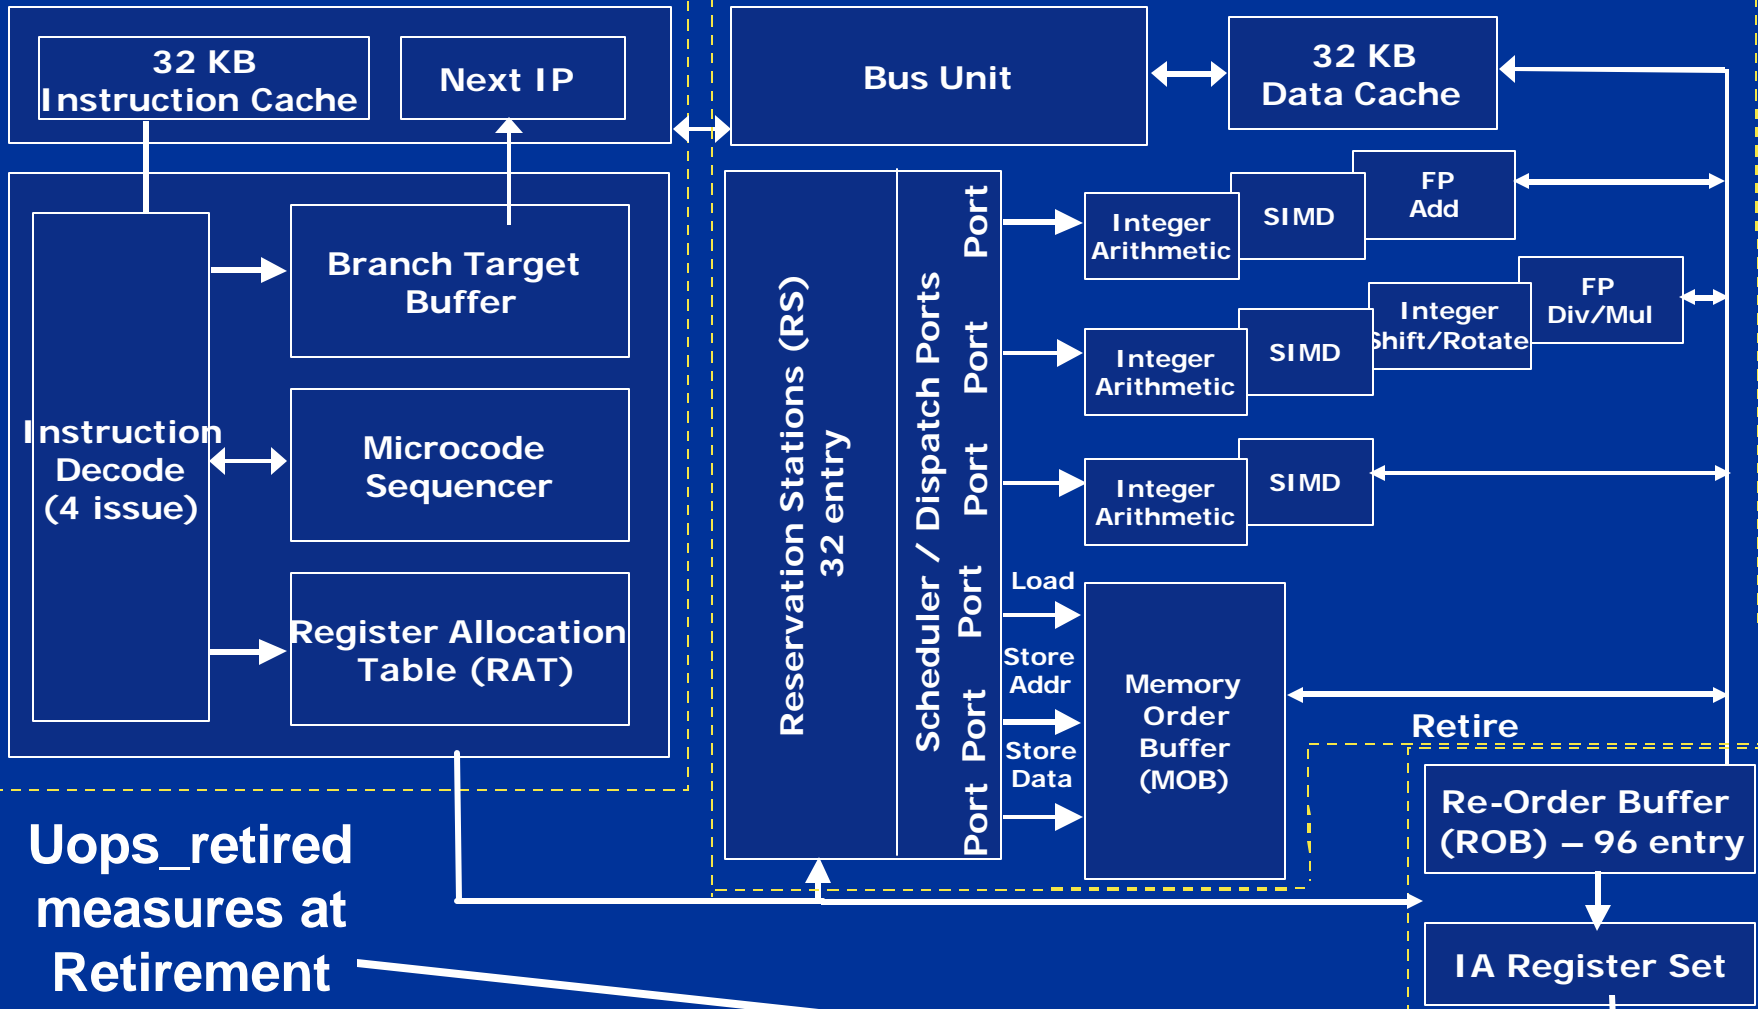 32 KB
Instruction Cache
Next IP
Bus Unit
32 KB
Data Cache
Instruction
Decode
(4 issue)
Branch Target
Buffer
Microcode
Sequencer
Register Allocation
Table (RAT)
Reservation Stations (RS)
32 entry
Scheduler / Dispatch Ports
Port
Port
Port
Port
Port
Port
Integer
Arithmetic
SIMD
FP
Add
Integer
Arithmetic
SIMD
Integer
Shift/Rotate
FP
Div/Mul
Integer
Arithmetic
SIMD
Load
Store
Addr
Store
Data
Memory
Order
Buffer
(MOB)
Retire
Re-Order Buffer
(ROB) – 96 entry
IA Register Set
Uops_retired
measures at
Retirement